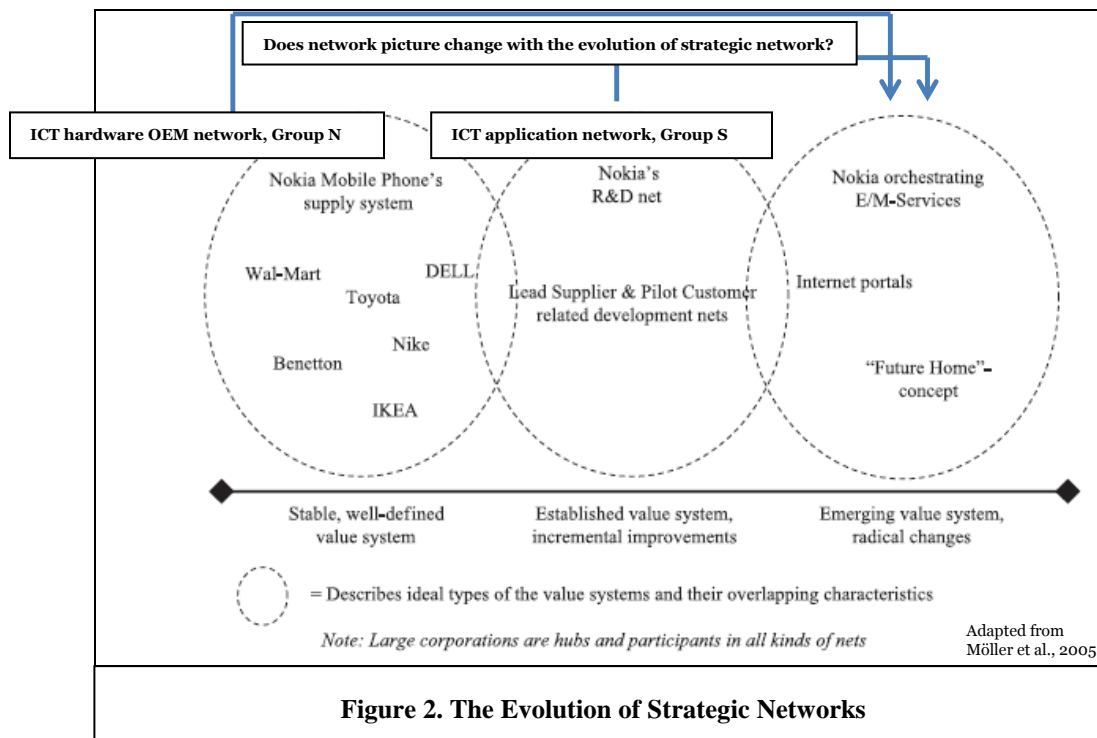 Does network picture change with the evolution of strategic network?
ICT hardware OEM network, Group N
ICT application network, Group S
Nokia Mobile Phone's
supply system
Wal-Mart
DELL
Toyota
Nike
Benetton
IKEA
Nokia's
R&D net
Lead Supplier & Pilot Customer
related development nets
Nokia orchestrating
E/M-Services
Internet portals
“Future Home”-
concept
Stable, well-defined
value system
Established value system,
incremental improvements
Emerging value system,
radical changes
= Describes ideal types of the value systems and their overlapping characteristics
Note: Large corporations are hubs and participants in all kinds of nets
Adapted from
Möller et al., 2005
Figure 2. The Evolution of Strategic Networks